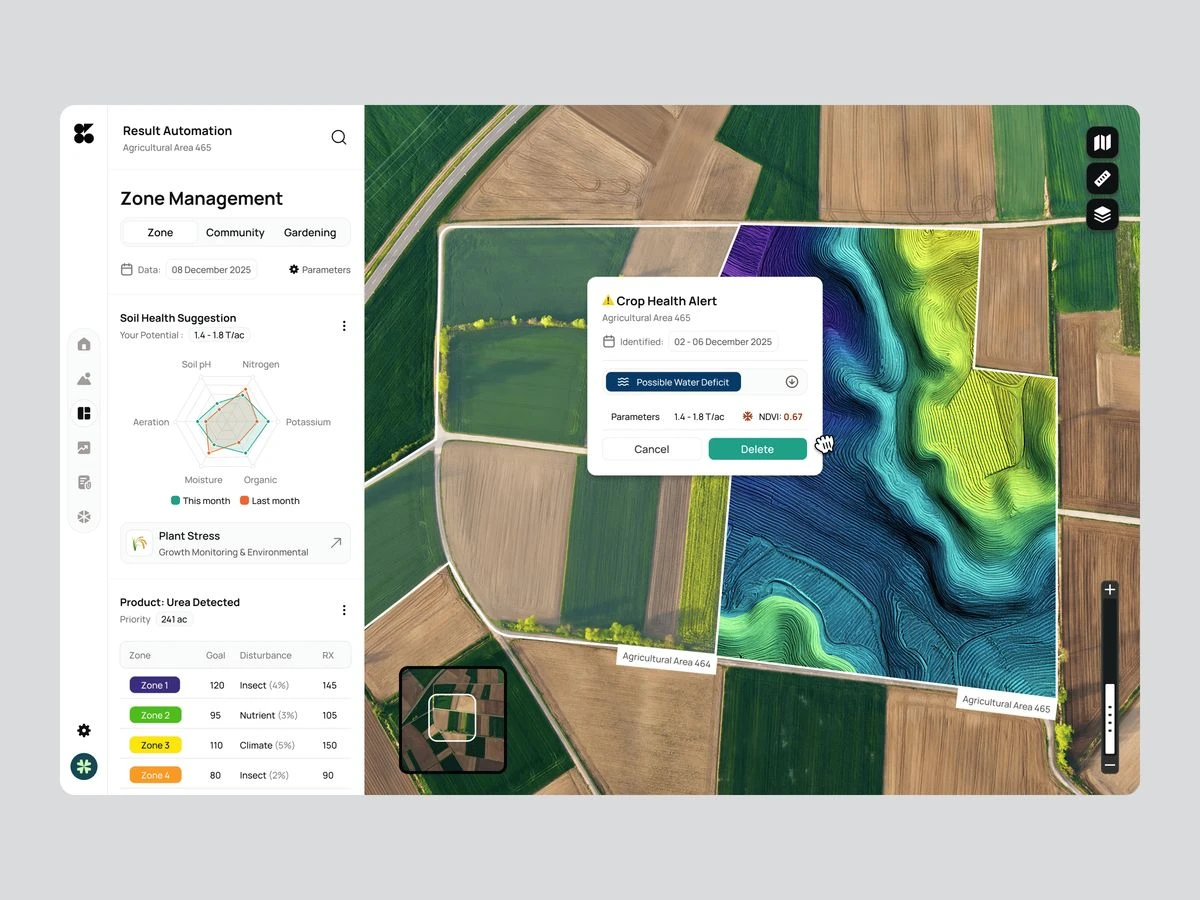 Result Automation
Agricultural Area 465
Zone Management
Zone Community Gardening
Data: 08 December 2025 Parameters
Soil Health Suggestion
Your Potential : 1.4 - 1.8 T/ac
Soil pH Nitrogen
Aeration Potassium
Moisture Organic
This month Last month
Plant Stress
Growth Monitoring & Environmental
Product: Urea Detected
Priority 241 ac
Zone Goal Disturbance RX
Zone 1 120 Insect (4%) 145
Zone 2 95 Nutrient (3%) 105
Zone 3 110 Climate (5%) 150
Zone 4 80 Insect (2%) 90
Crop Health Alert
Agricultural Area 465
Identified: 02 - 06 December 2025
Possible Water Deficit
Parameters 1.4 - 1.8 T/ac NDVI: 0.67
Cancel Delete
Agricultural Area 464
Agricultural Area 465